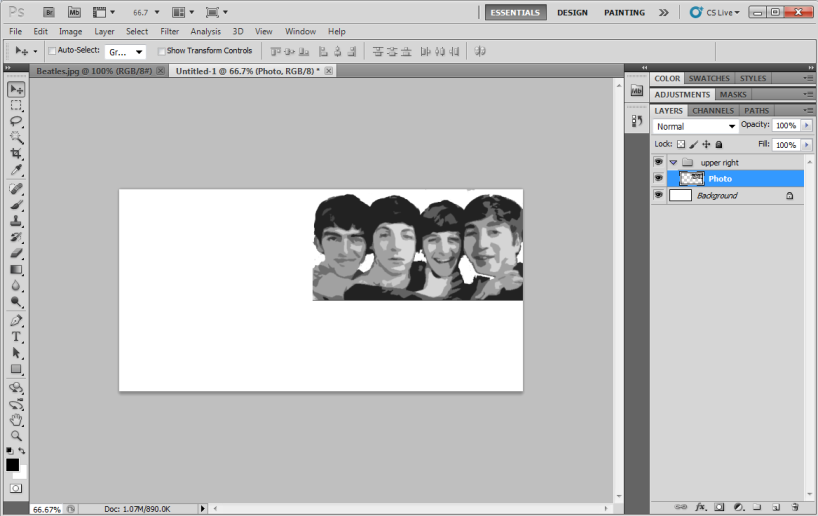 Ps Br Mb 66.7 ESSENTIALS DESIGN PAINTING CS Live
File Edit Image Layer Select Filter Analysis 3D View Window Help
Auto-Select: Gr... Show Transform Controls
Beatles.jpg @ 100% (RGB/8#) Untitled-1 @ 66.7% (Photo, RGB/8) *
COLOR SWATCHES STYLES
Mb
ADJUSTMENTS MASKS
LAYERS CHANNELS PATHS
Normal Opacity: 100%
Lock: Fill: 100%
upper right
Photo
Background
T
66.67% Doc: 1.07M/890.0K
fx